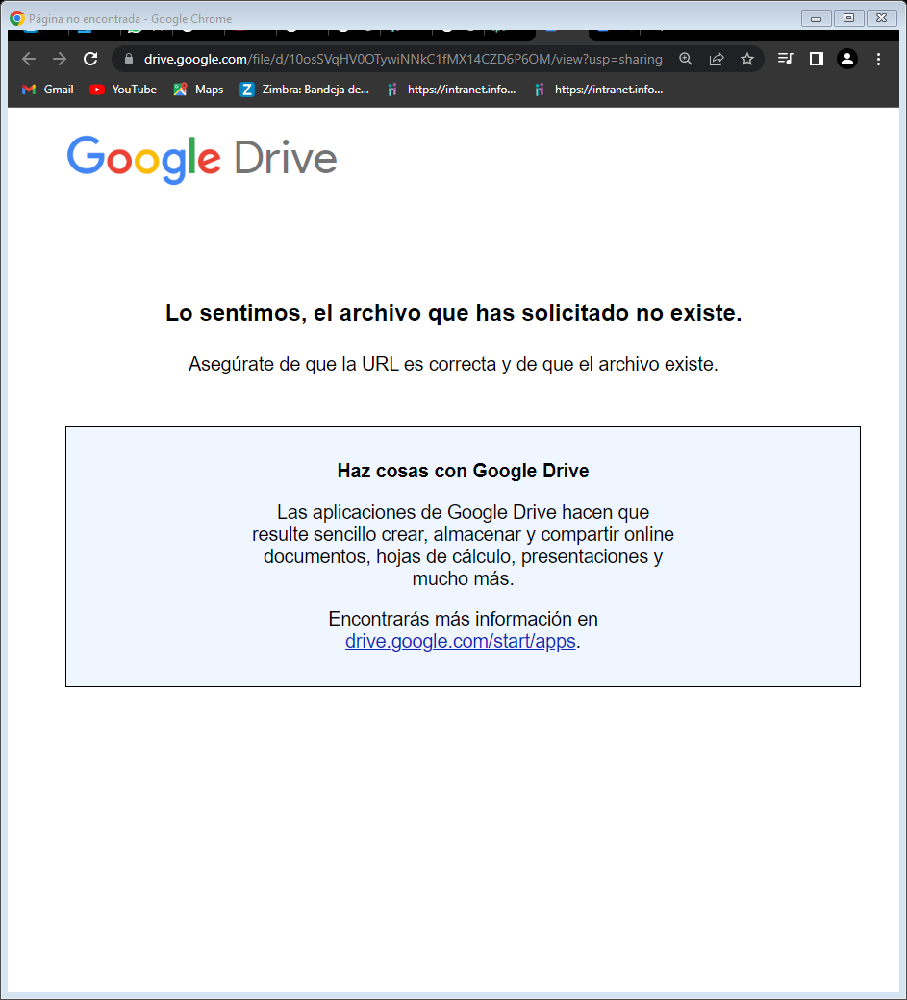 Página no encontrada - Google Chrome
drive.google.com/file/d/10osSVqHV0OTywiNNkC1fMX14CZD6P6OM/view?usp=sharing
Gmail YouTube Maps Zimbra: Bandeja de... https://intranet.info... https://intranet.info...
Google Drive
Lo sentimos, el archivo que has solicitado no existe.
Asegúrate de que la URL es correcta y de que el archivo existe.
Haz cosas con Google Drive
Las aplicaciones de Google Drive hacen que
resulte sencillo crear, almacenar y compartir online
documentos, hojas de cálculo, presentaciones y
mucho más.
Encontrarás más información en
drive.google.com/start/apps.